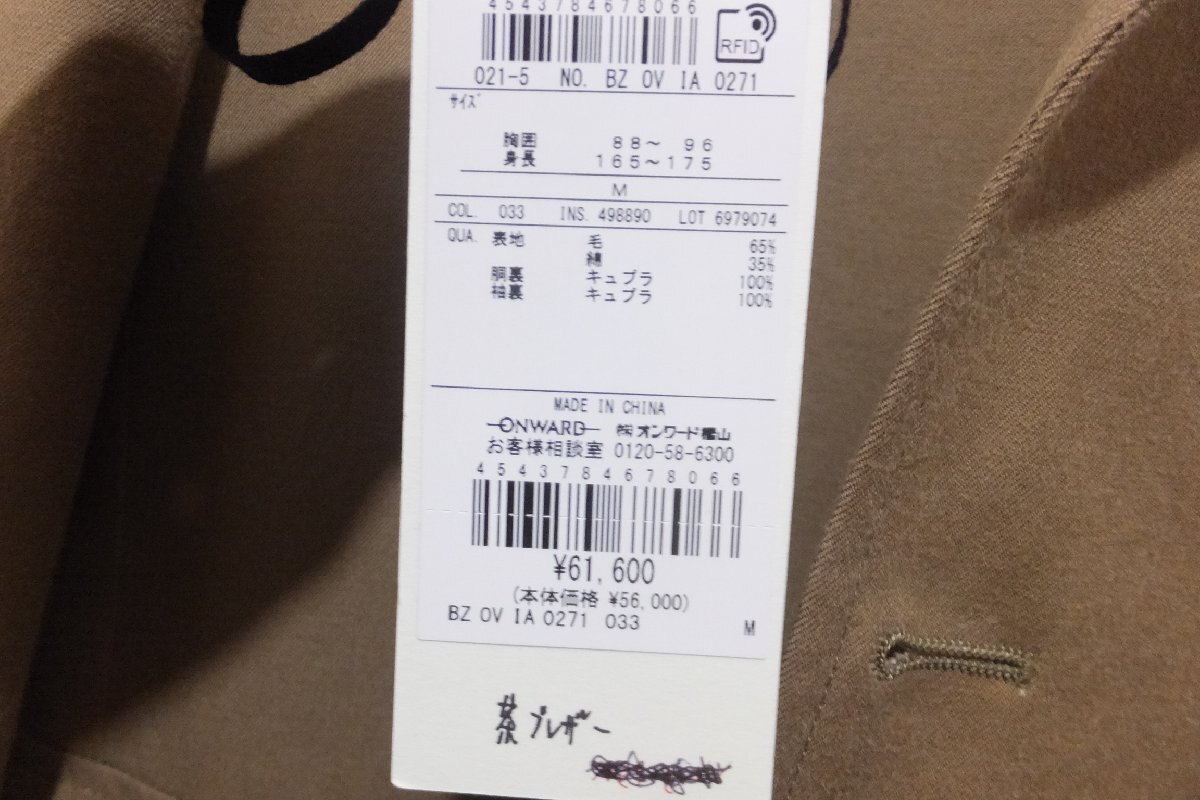 4543784678066
RFID
021-5 NO. BZ OV IA 0271
サイズ
胸囲 88～ 96
身長 165～175
M
COL. 033 INS. 498890 LOT 6979074
QUA. 表地 毛 65%
綿 35%
胴裏 キュプラ 100%
袖裏 キュプラ 100%
MADE IN CHINA
ONWARD ㈱オンワード樫山
お客様相談室 0120-58-6300
4543784678066
¥61,600
(本体価格 ¥56,000)
BZ OV IA 0271 033 M
茶ブレザー